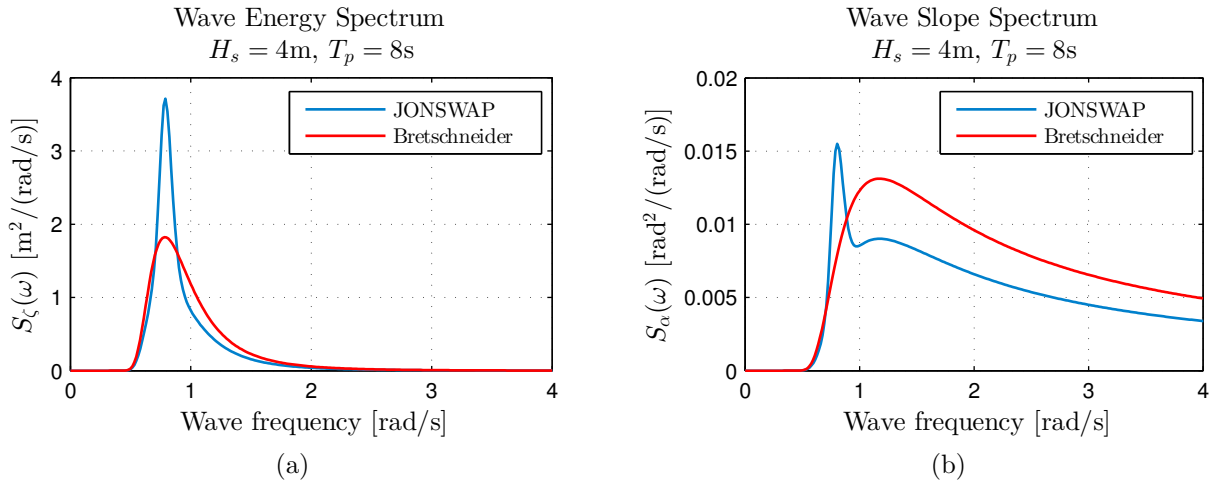 Wave Energy Spectrum
H_s = 4m, T_p = 8s
4
3
2
1
0
S_ζ(ω) [m²/(rad/s)]
JONSWAP
Bretschneider
0 1 2 3 4
Wave frequency [rad/s]
(a)
Wave Slope Spectrum
H_s = 4m, T_p = 8s
0.02
0.015
0.01
0.005
0
S_α(ω) [rad²/(rad/s)]
JONSWAP
Bretschneider
0 1 2 3 4
Wave frequency [rad/s]
(b)